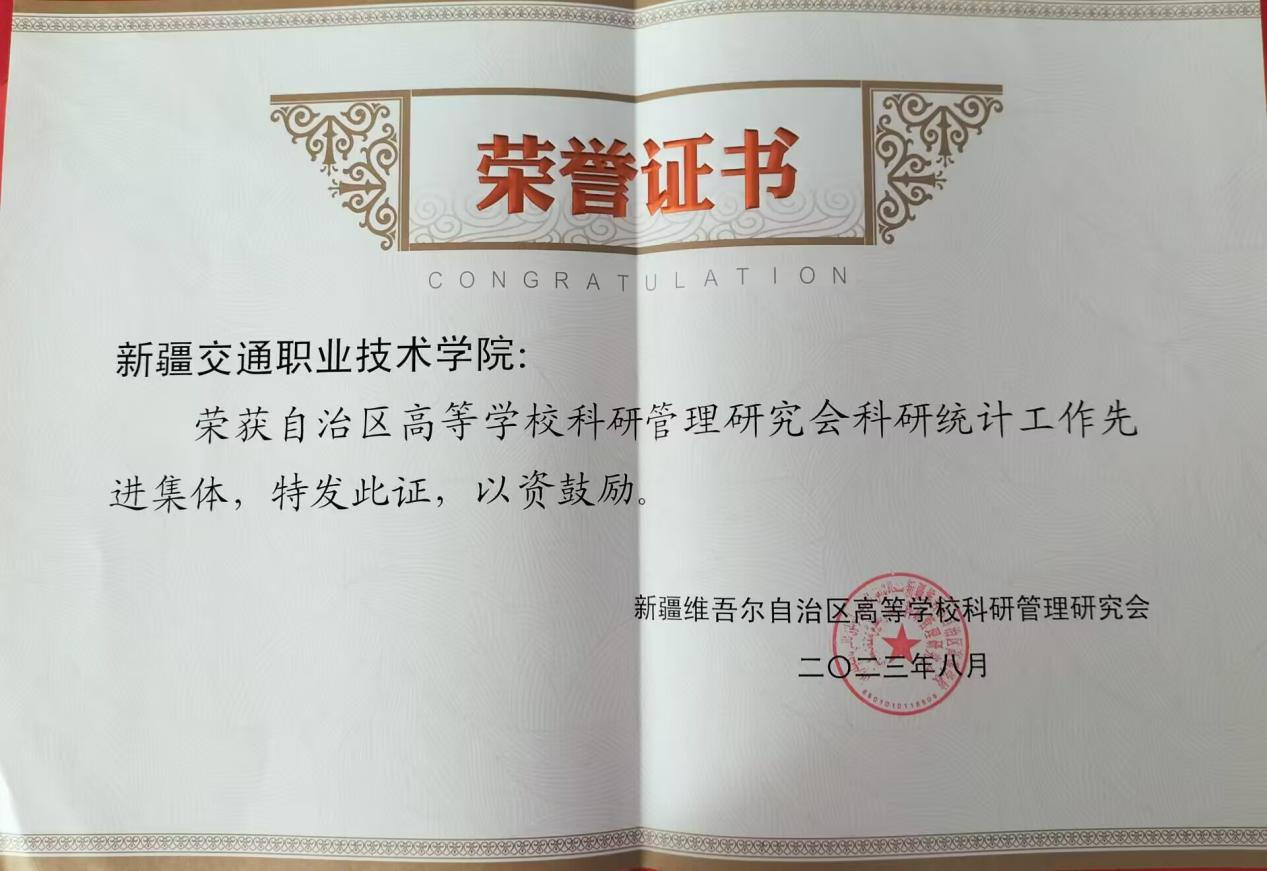 荣誉证书
CONGRATULATION
新疆交通职业技术学院:
荣获自治区高等学校科研管理研究会科研统计工作先
进集体，特发此证，以资鼓励。
新疆维吾尔自治区高等学校科研管理研究会
二〇二三年八月